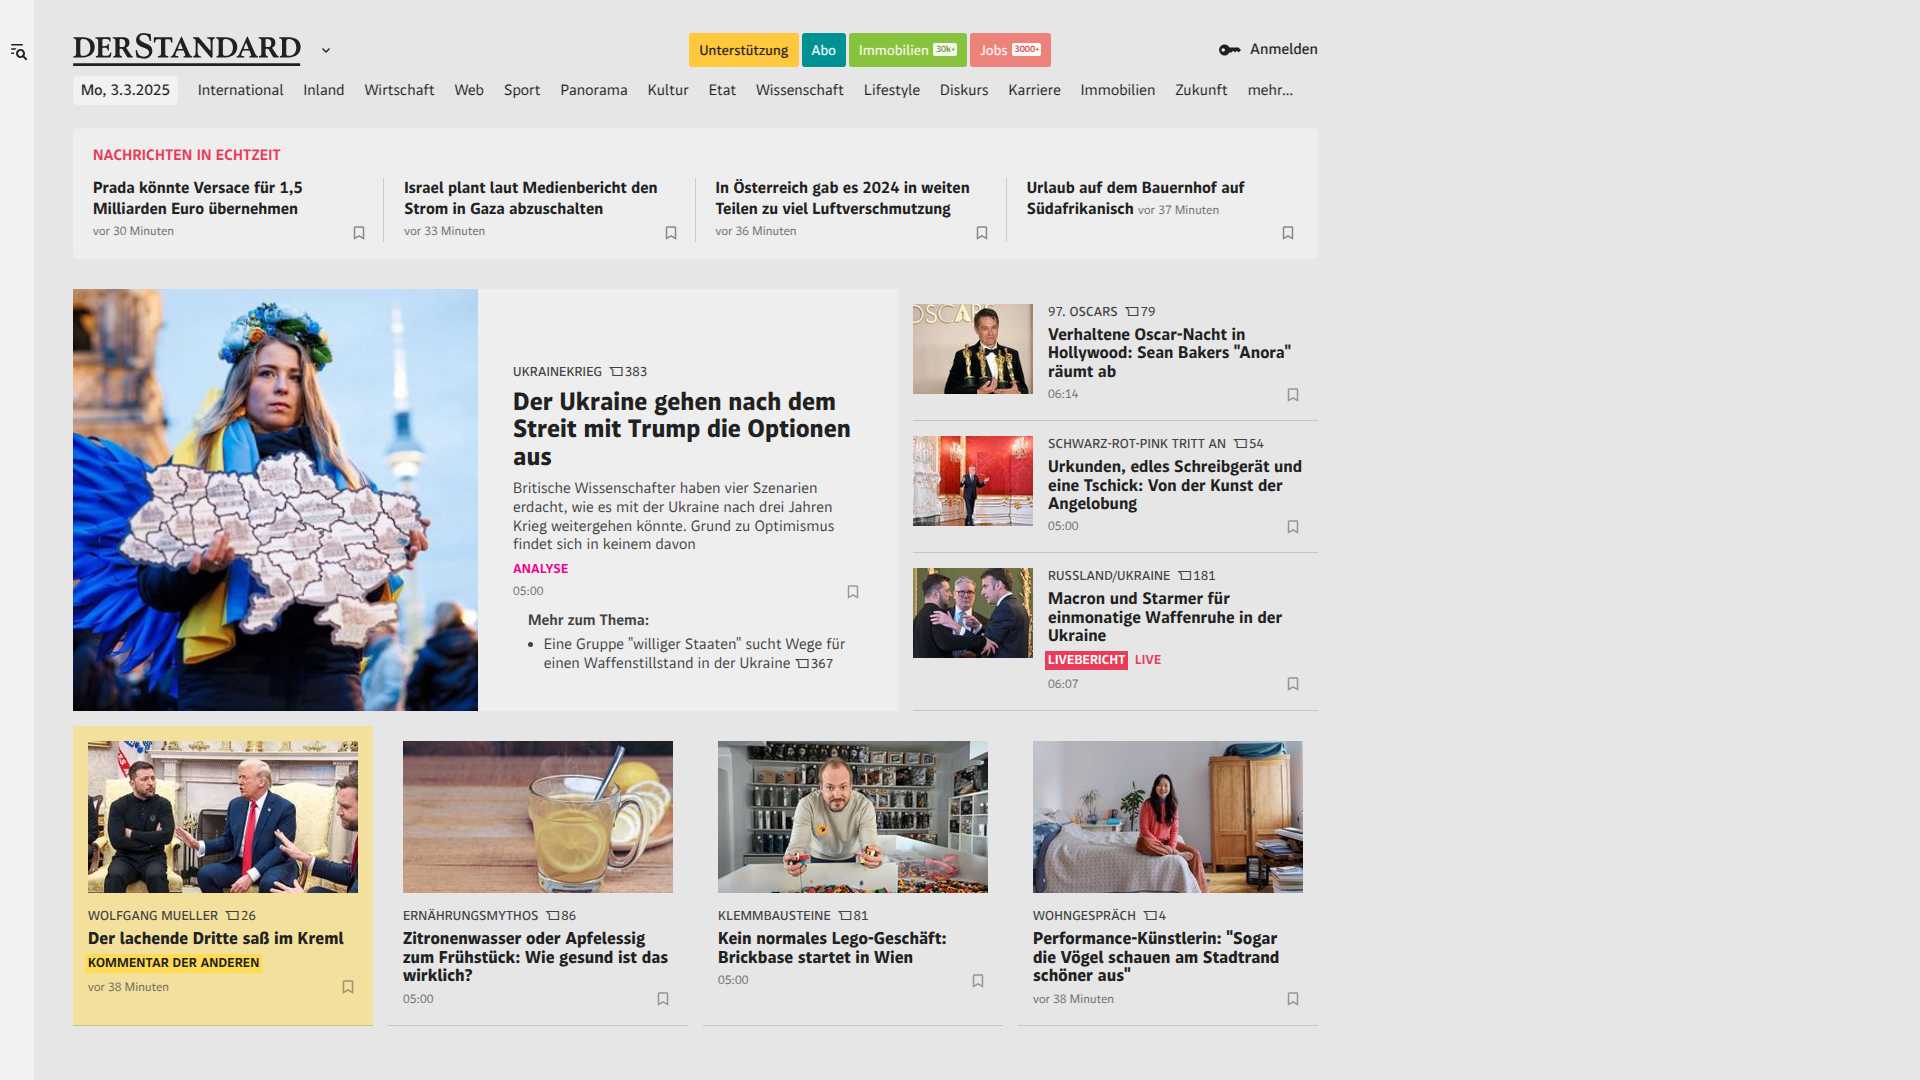 DERSTANDARD
Unterstützung
Abo
Immobilien 30k+
Jobs 3000+
Anmelden
Mo, 3.3.2025
International
Inland
Wirtschaft
Web
Sport
Panorama
Kultur
Etat
Wissenschaft
Lifestyle
Diskurs
Karriere
Immobilien
Zukunft
mehr...
NACHRICHTEN IN ECHTZEIT
Prada könnte Versace für 1,5
Milliarden Euro übernehmen
vor 30 Minuten
Israel plant laut Medienbericht den
Strom in Gaza abzuschalten
vor 33 Minuten
In Österreich gab es 2024 in weiten
Teilen zu viel Luftverschmutzung
vor 36 Minuten
Urlaub auf dem Bauernhof auf
Südafrikanisch vor 37 Minuten
UKRAINEKRIEG 383
Der Ukraine gehen nach dem
Streit mit Trump die Optionen
aus
Britische Wissenschafter haben vier Szenarien
erdacht, wie es mit der Ukraine nach drei Jahren
Krieg weitergehen könnte. Grund zu Optimismus
findet sich in keinem davon
ANALYSE
05:00
Mehr zum Thema:
• Eine Gruppe "williger Staaten" sucht Wege für
einen Waffenstillstand in der Ukraine 367
OSCARS
97. OSCARS 79
Verhaltene Oscar-Nacht in
Hollywood: Sean Bakers "Anora"
räumt ab
06:14
SCHWARZ-ROT-PINK TRITT AN 54
Urkunden, edles Schreibgerät und
eine Tschick: Von der Kunst der
Angelobung
05:00
RUSSLAND/UKRAINE 181
Macron und Starmer für
einmonatige Waffenruhe in der
Ukraine
LIVEBERICHT LIVE
06:07
WOLFGANG MUELLER 26
Der lachende Dritte saß im Kreml
KOMMENTAR DER ANDEREN
vor 38 Minuten
ERNÄHRUNGSMYTHOS 86
Zitronenwasser oder Apfelessig
zum Frühstück: Wie gesund ist das
wirklich?
05:00
KLEMMBAUSTEINE 81
Kein normales Lego-Geschäft:
Brickbase startet in Wien
05:00
WOHNGESPRÄCH 4
Performance-Künstlerin: "Sogar
die Vögel schauen am Stadtrand
schöner aus"
vor 38 Minuten